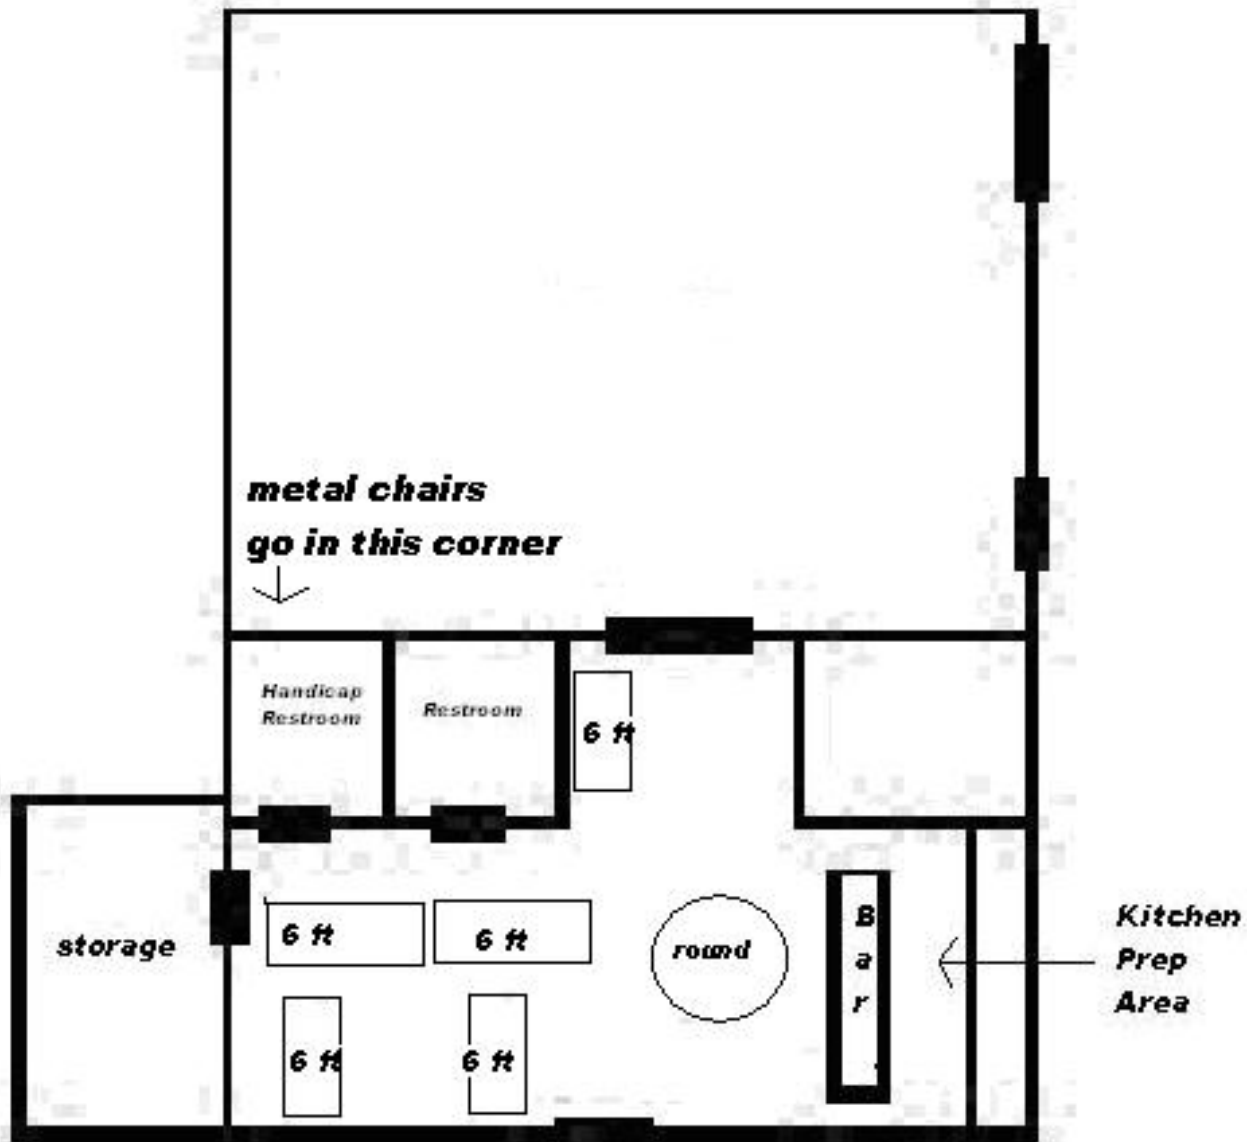 metal chairs
go in this corner
Handicap
Restroom
Restroom
6 ft
storage
6 ft
6 ft
round
B
a
r
Kitchen
Prep
Area
6 ft
6 ft